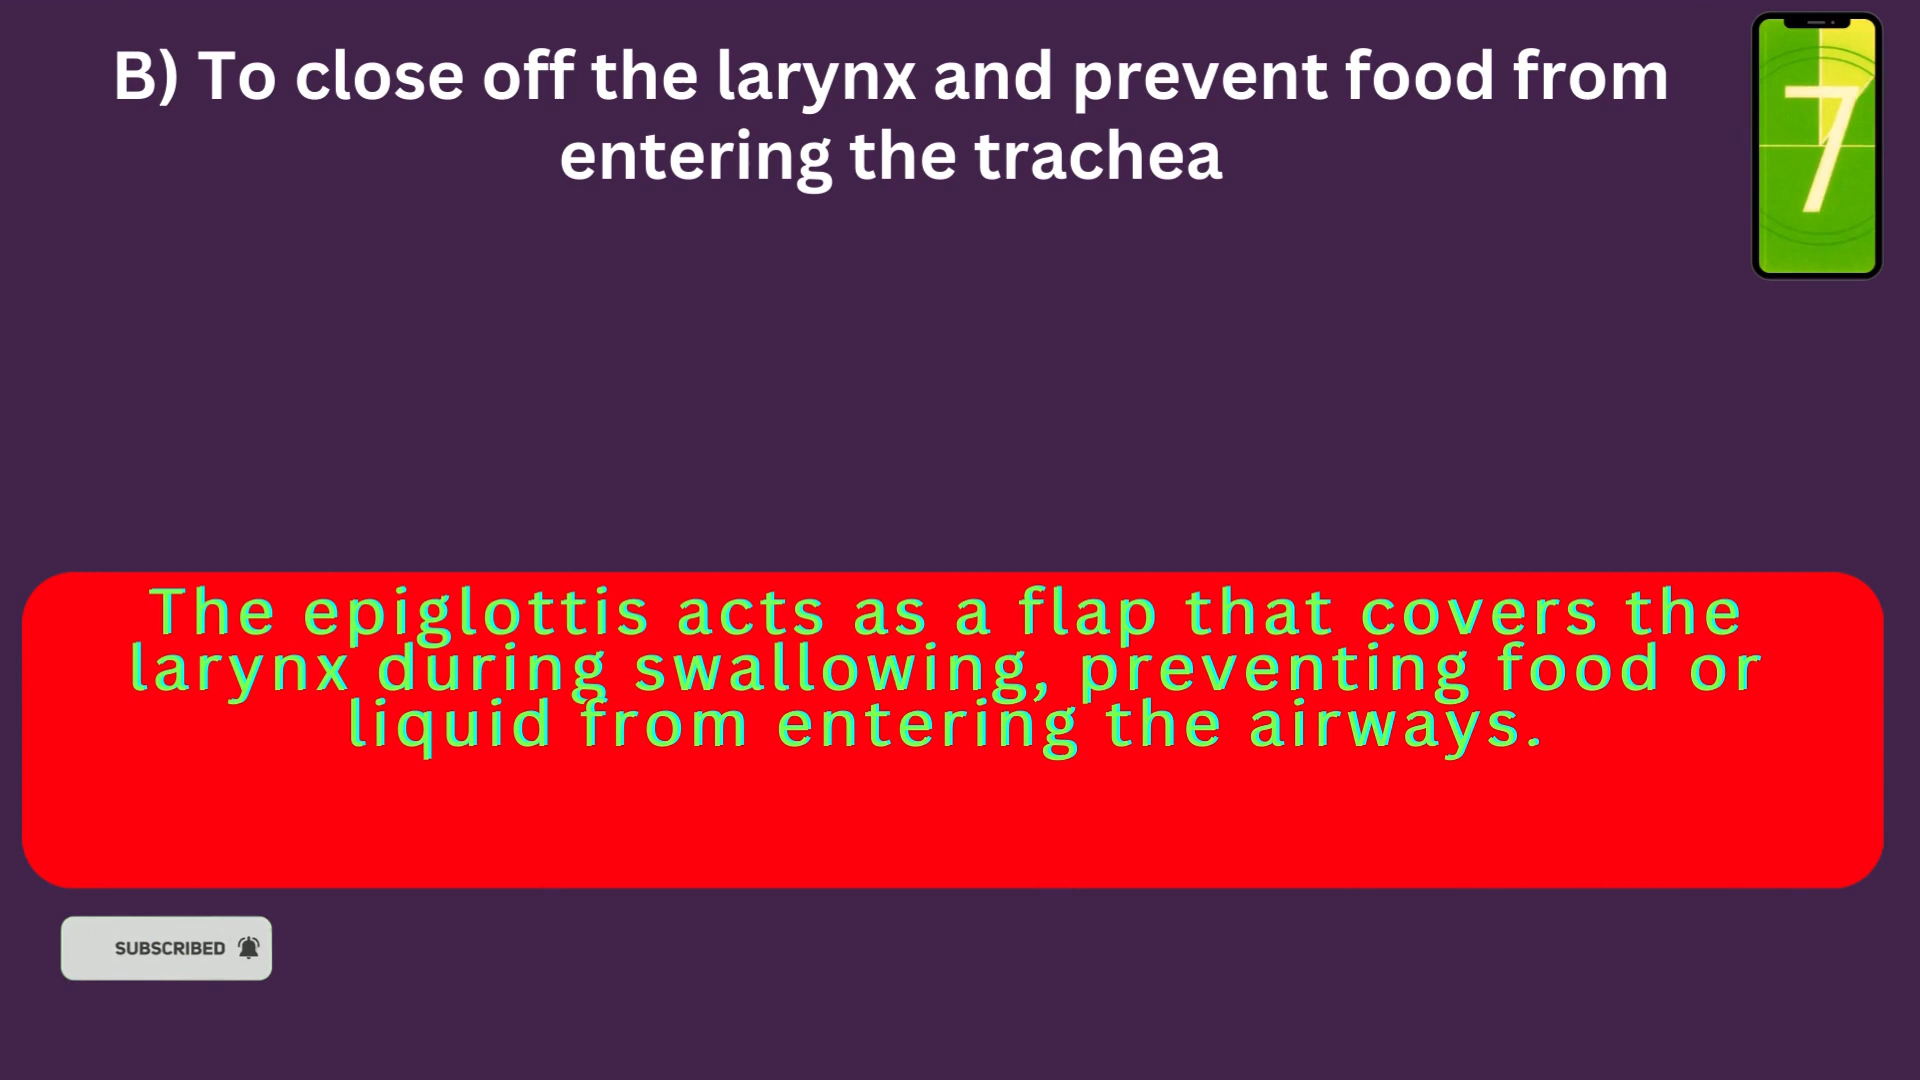 B) To close off the larynx and prevent food from
entering the trachea
7
The epiglottis acts as a flap that covers the
larynx during swallowing, preventing food or
liquid from entering the airways.
SUBSCRIBED